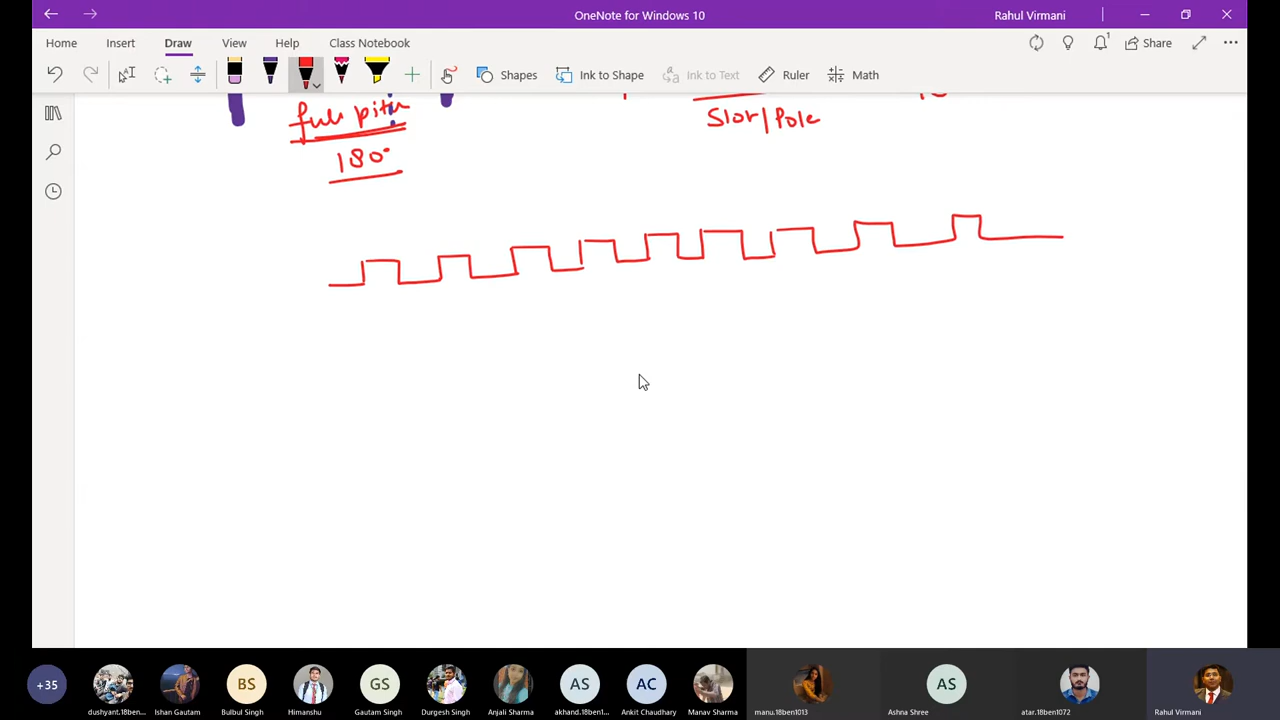 OneNote for Windows 10
Rahul Virmani
Home Insert Draw View Help Class Notebook
Share
Shapes Ink to Shape Ink to Text Ruler Math
full pitch
180°
Slot/Pole
+35
BS
GS
AS
AC
AS
dushyant.18ben...
Ishan Gautam
Bulbul Singh
Himanshu
Gautam Singh
Durgesh Singh
Anjali Sharma
akhand.18ben1...
Ankit Chaudhary
Manav Sharma
manu.18ben1013
Ashna Shree
atar.18ben1072
Rahul Virmani